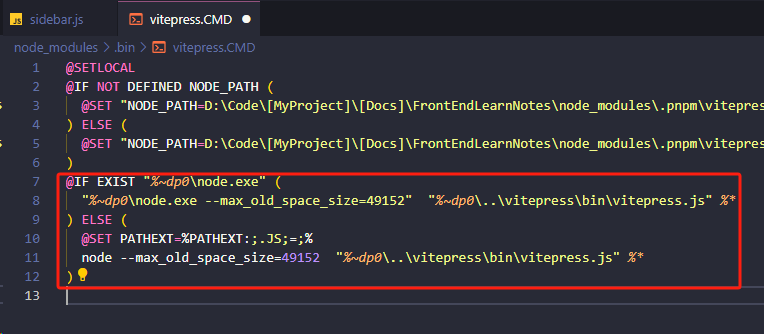 sidebar.js
vitepress.CMD
node_modules > .bin > vitepress.CMD
1 @SETLOCAL
2 @IF NOT DEFINED NODE_PATH (
3 @SET "NODE_PATH=D:\Code\[MyProject]\[Docs]\FrontEndLearnNotes\node_modules\.pnpm\vitepres
4 ) ELSE (
5 @SET "NODE_PATH=D:\Code\[MyProject]\[Docs]\FrontEndLearnNotes\node_modules\.pnpm\vitepres
6 )
7 @IF EXIST "%~dp0\node.exe" (
8 "%~dp0\node.exe --max_old_space_size=49152" "%~dp0\..\vitepress\bin\vitepress.js" %*
9 ) ELSE (
10 @SET PATHEXT=%PATHEXT:;.JS;=;%
11 node --max_old_space_size=49152 "%~dp0\..\vitepress\bin\vitepress.js" %*
12 )
13